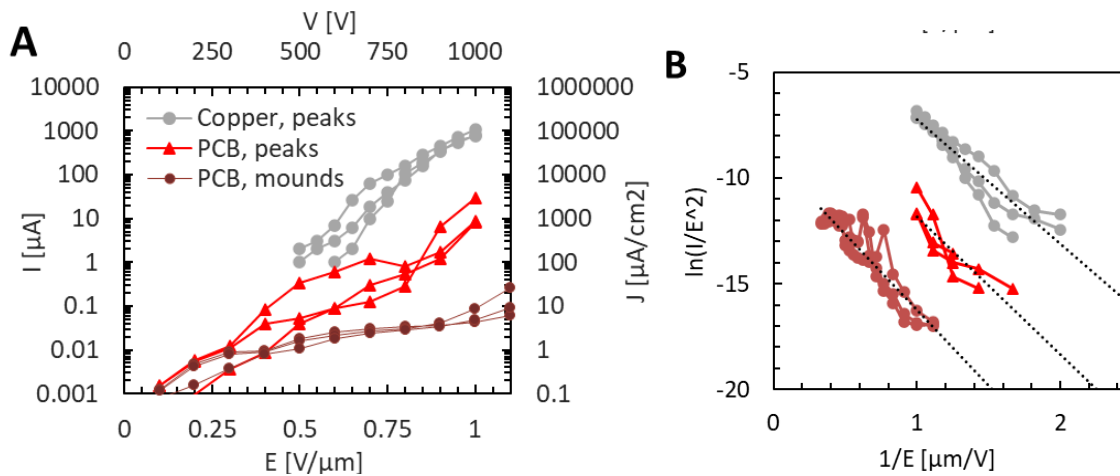 A
V [V]
0 250 500 750 1000
10000
1000
100
10
1
0.1
0.01
0.001
I [µA]
Copper, peaks
PCB, peaks
PCB, mounds
1000000
100000
10000
1000
100
10
1
0.1
J [µA/cm2]
0 0.25 0.5 0.75 1
E [V/µm]
B
-5
-10
-15
-20
ln(I/E^2)
0 1 2
1/E [µm/V]